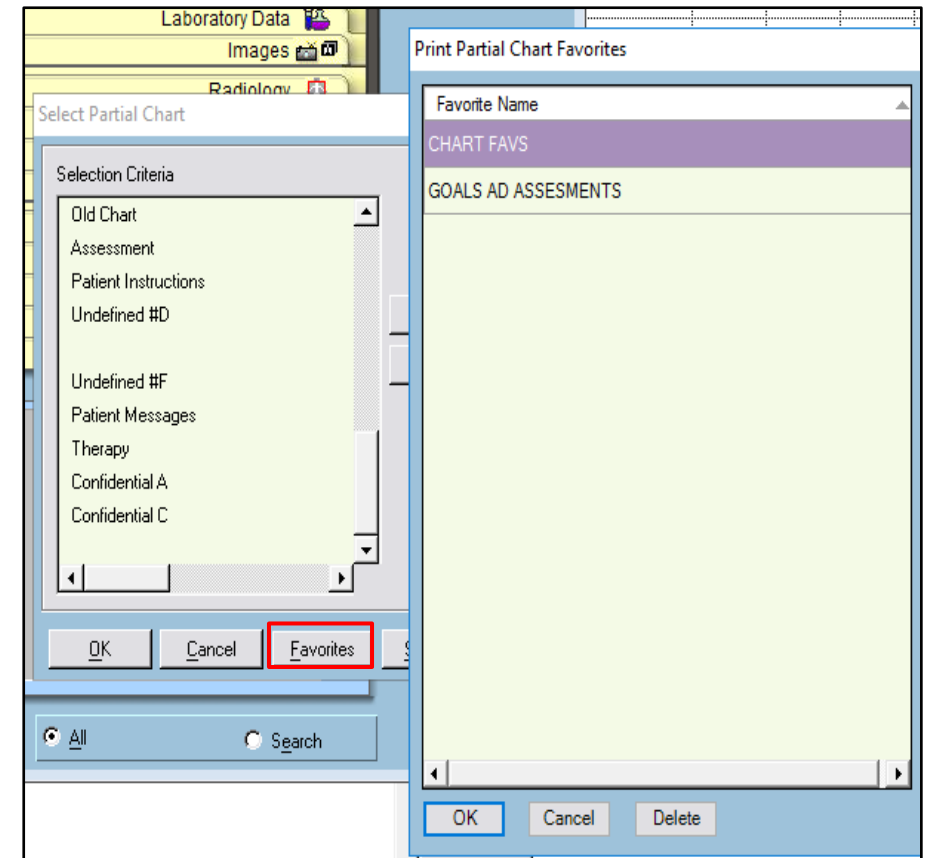 Laboratory Data
Images
Radiology
Select Partial Chart
Selection Criteria
Old Chart
Assessment
Patient Instructions
Undefined #D
Undefined #F
Patient Messages
Therapy
Confidential A
Confidential C
OK
Cancel
Favorites
All
Search
Print Partial Chart Favorites
Favorite Name
CHART FAVS
GOALS AD ASSESMENTS
OK
Cancel
Delete